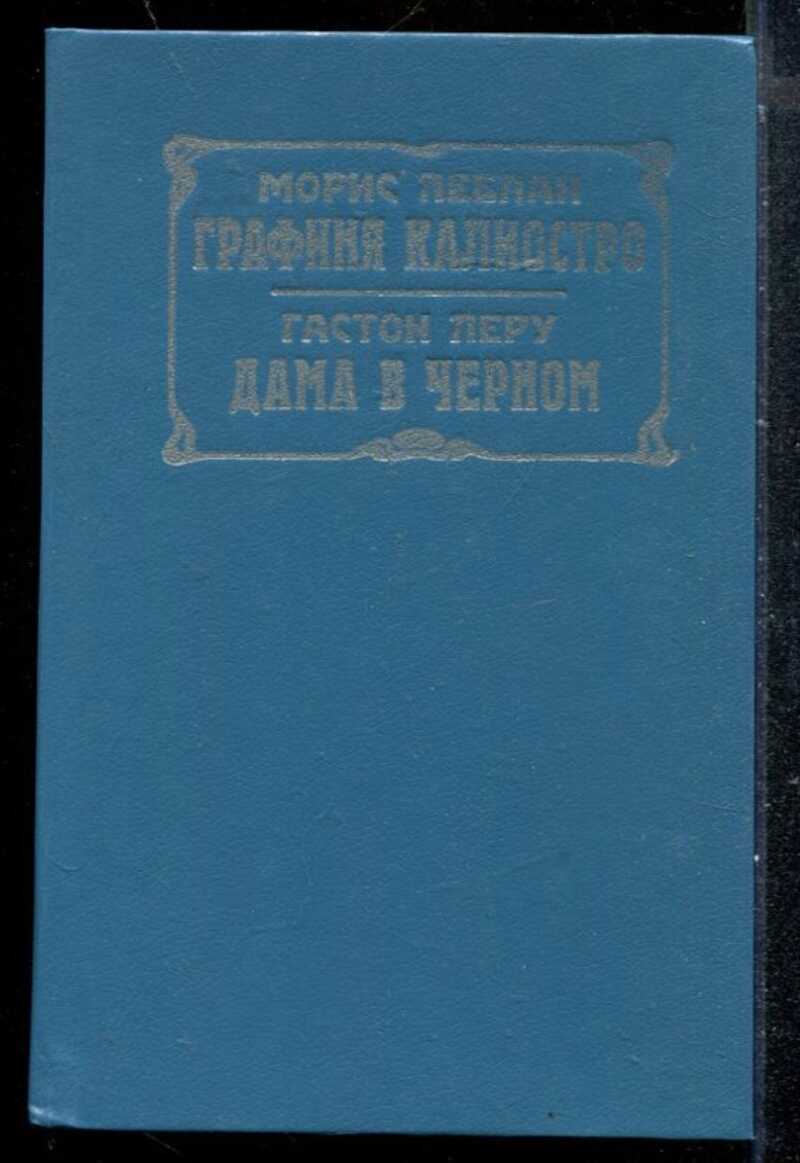 МОРИС ЛЕБЛАН
ГРАФИНЯ КАЛИОСТРО
ГАСТОН ЛЕРУ
ДАМА В ЧЕРНОМ